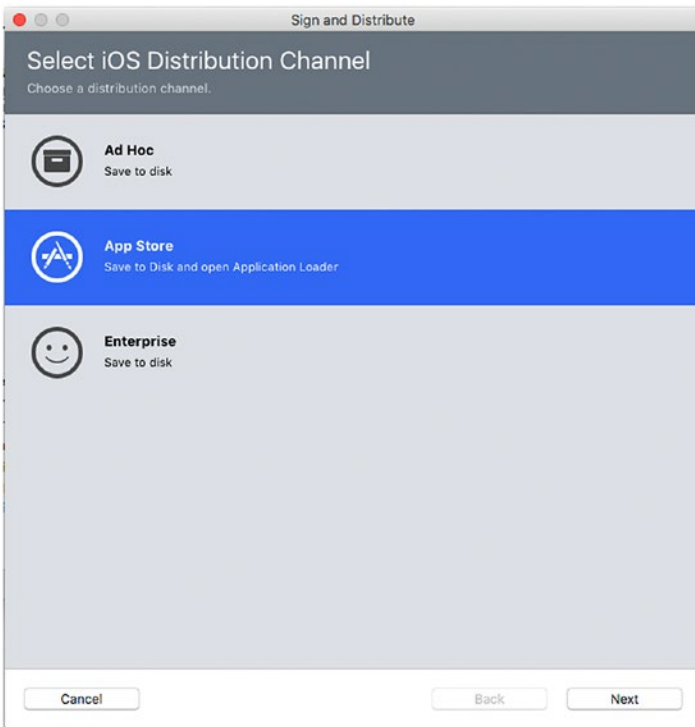 Sign and Distribute
Select iOS Distribution Channel
Choose a distribution channel.
Ad Hoc
Save to disk
App Store
Save to Disk and open Application Loader
Enterprise
Save to disk
Cancel
Back
Next